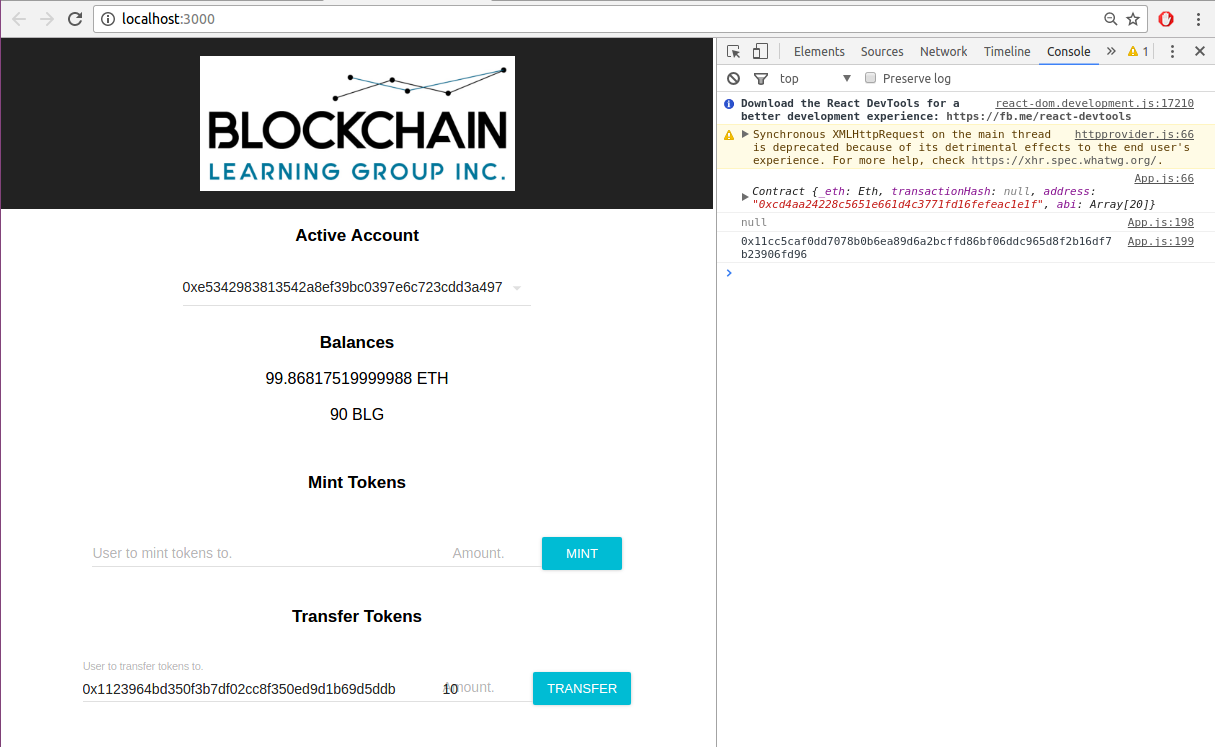 localhost:3000
Elements Sources Network Timeline Console » 1
top Preserve log
BLOCKCHAIN
LEARNING GROUP INC.
Active Account
0xe5342983813542a8ef39bc0397e6c723cdd3a497
Balances
99.86817519999988 ETH
90 BLG
Mint Tokens
User to mint tokens to. Amount. MINT
Transfer Tokens
User to transfer tokens to.
0x1123964bd350f3b7df02cc8f350ed9d1b69d5ddb 10 Amount. TRANSFER
Download the React DevTools for a react-dom.development.js:17210
better development experience: https://fb.me/react-devtools
Synchronous XMLHttpRequest on the main thread httpprovider.js:66
is deprecated because of its detrimental effects to the end user's
experience. For more help, check https://xhr.spec.whatwg.org/.
App.js:66
Contract {_eth: Eth, transactionHash: null, address:
"0xcd4aa24228c5651e661d4c3771fd16fefeac1e1f", abi: Array[20]}
null App.js:198
0x11cc5caf0dd7078b0b6ea89d6a2bcffd86bf06ddc965d8f2b16df7 App.js:199
b23906fd96